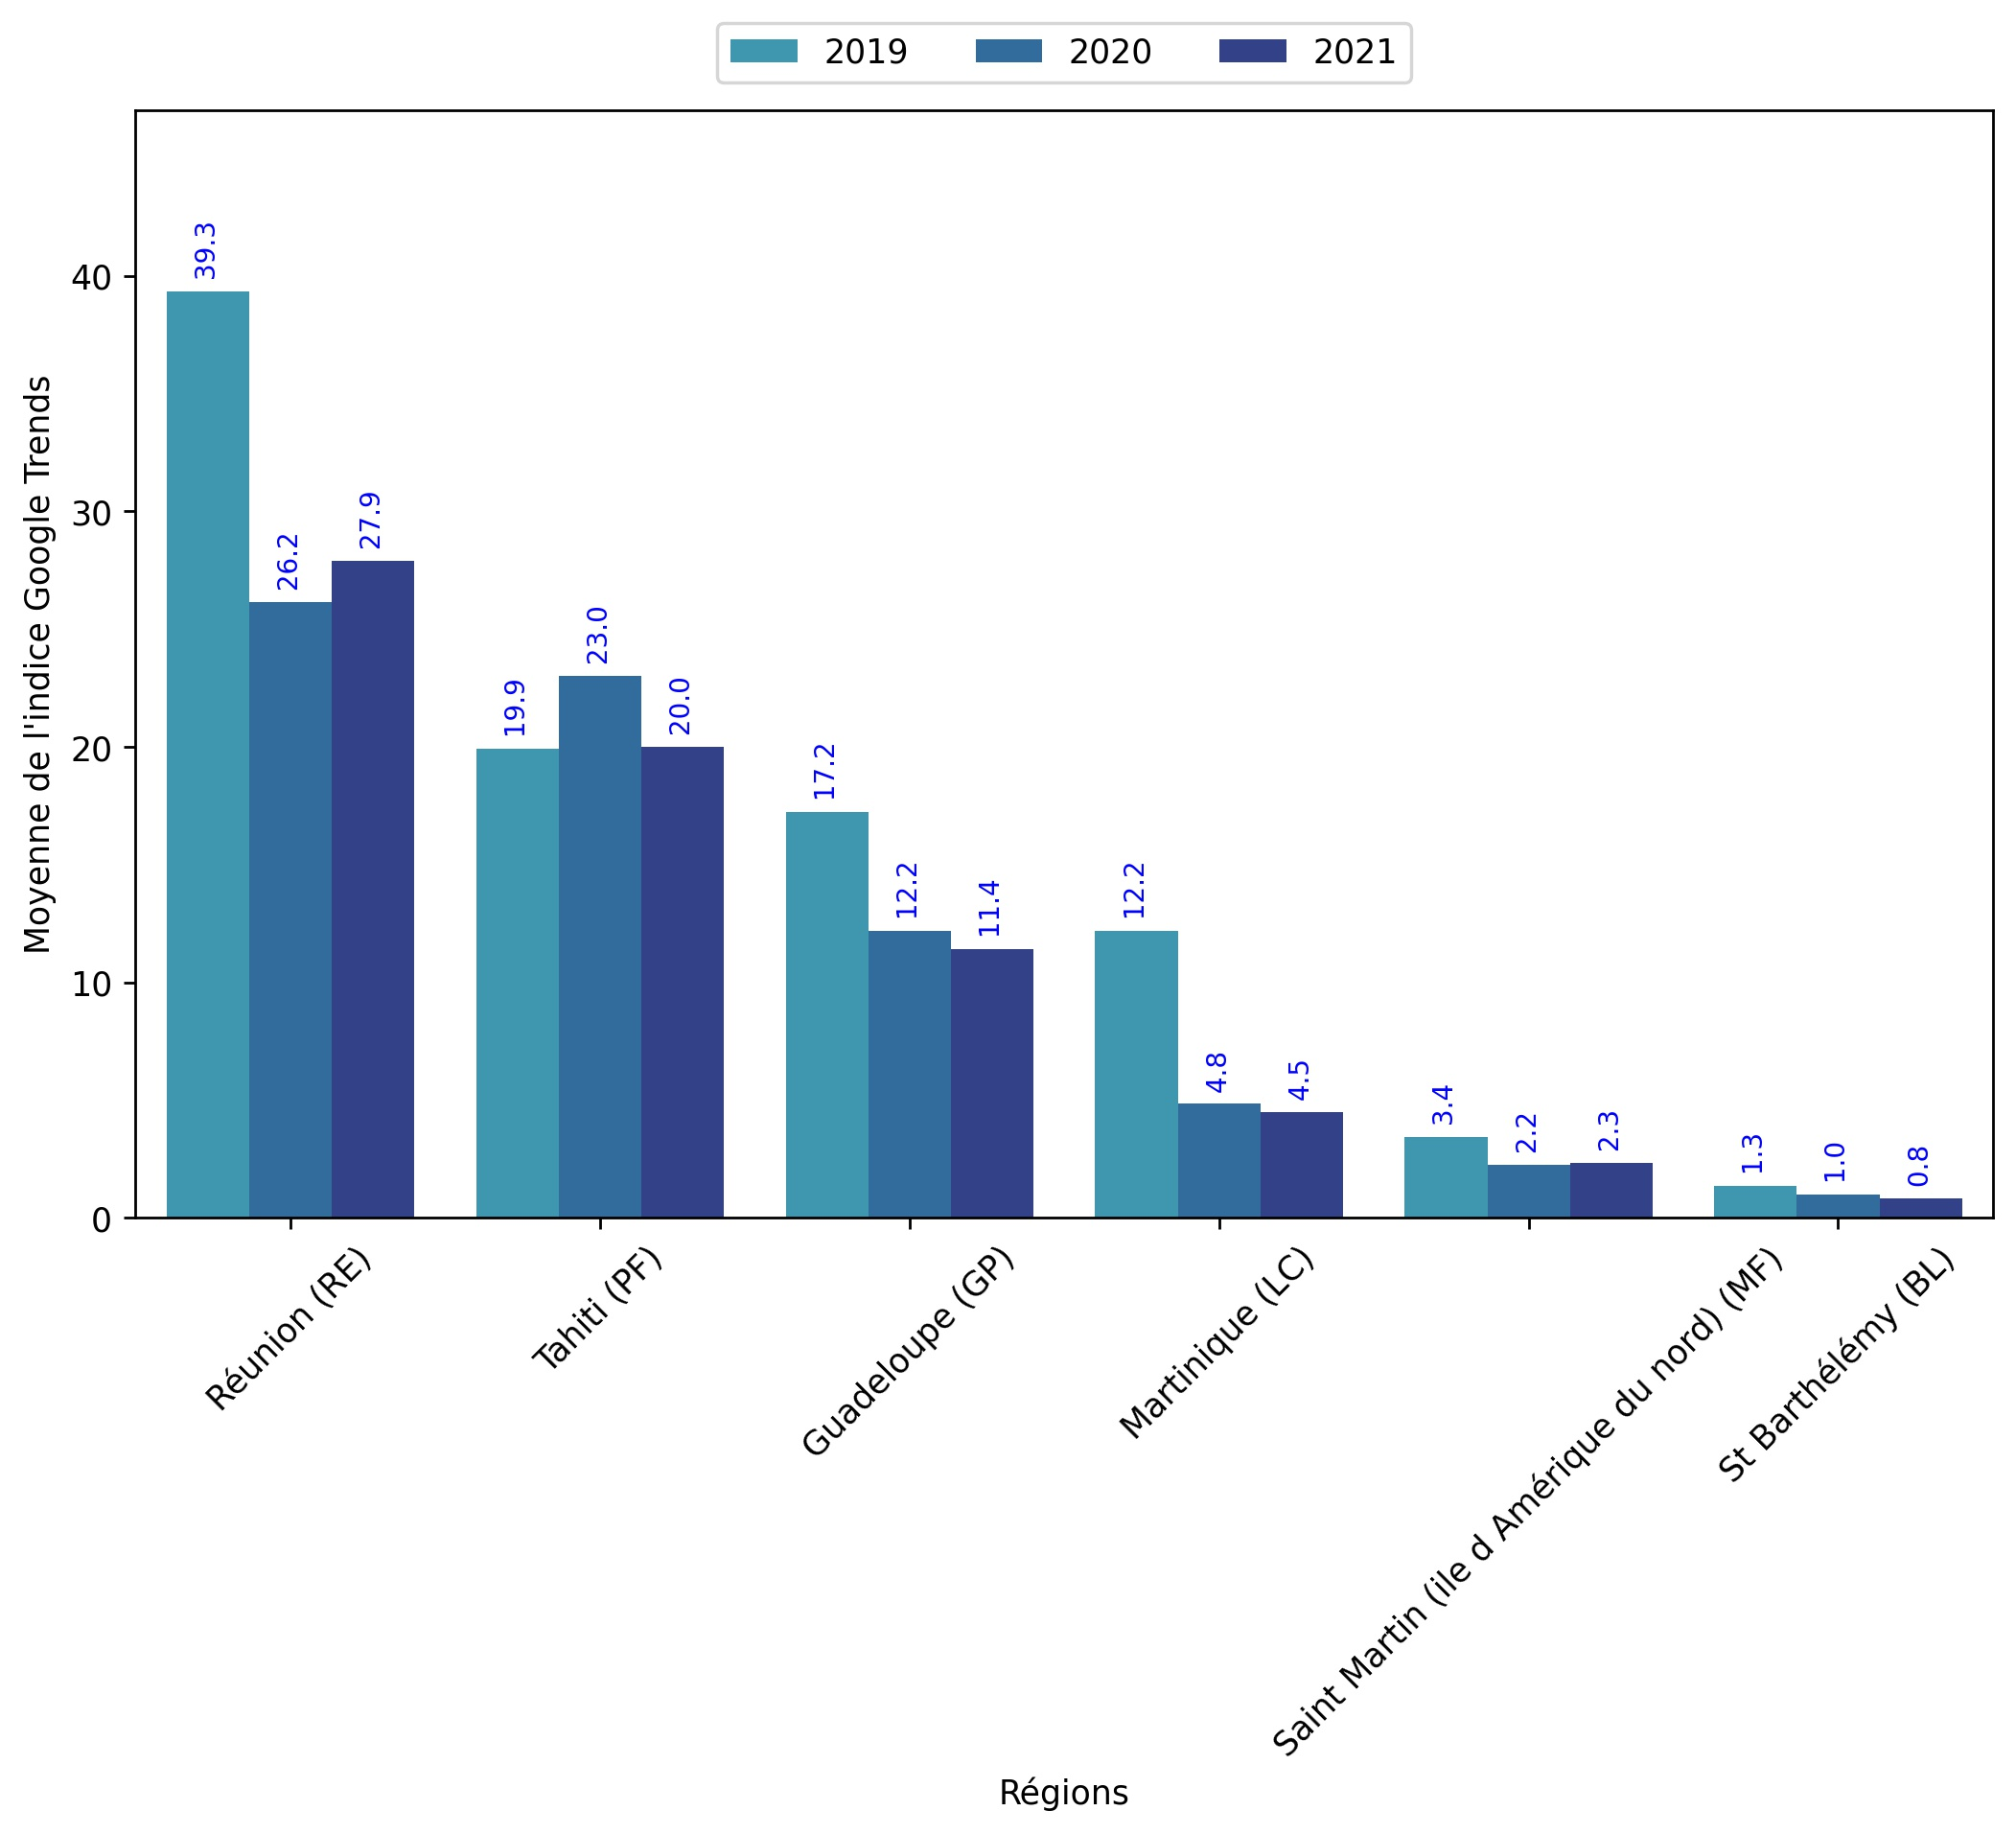 2019 2020 2021
Moyenne de l'indice Google Trends
40
30
20
10
0
39.3 26.2 27.9
19.9 23.0 20.0
17.2 12.2 11.4
12.2 4.8 4.5
3.4 2.2 2.3
1.3 1.0 0.8
Réunion (RE)
Tahiti (PF)
Guadeloupe (GP)
Martinique (LC)
Saint Martin (ile d Amérique du nord) (MF)
St Barthélémy (BL)
Régions